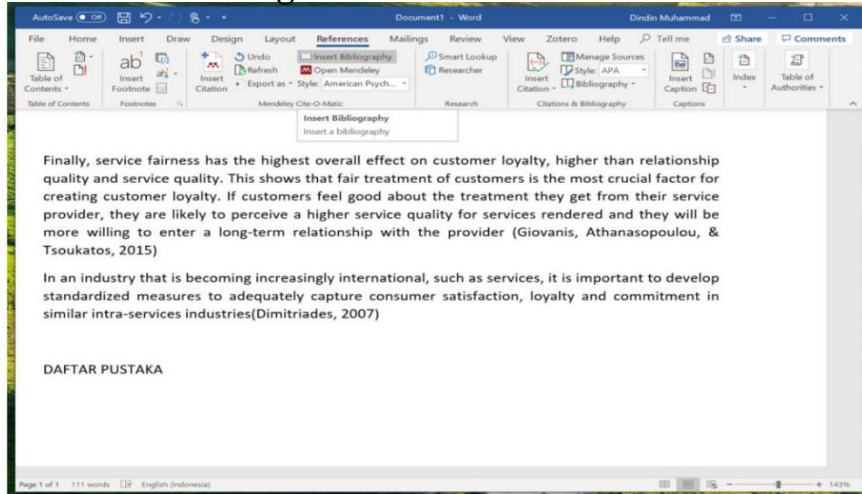 AutoSave Off
Document1 - Word
Dindin Muhammad
File Home Insert Draw Design Layout References Mailings Review View Zotero Help Tell me Share Comments
Table of Contents
Table of Contents
ab
Insert Footnote
Footnotes
Insert Citation
Undo
Refresh
Export as
Insert Bibliography
Open Mendeley
Style: American Psych...
Mendeley Cite-O-Matic
Smart Lookup
Researcher
Research
Insert Citation
Manage Sources
Style: APA
Bibliography
Citations & Bibliography
Insert Caption
Captions
Index
Table of Authorities
Insert Bibliography
Insert a bibliography
Finally, service fairness has the highest overall effect on customer loyalty, higher than relationship
quality and service quality. This shows that fair treatment of customers is the most crucial factor for
creating customer loyalty. If customers feel good about the treatment they get from their service
provider, they are likely to perceive a higher service quality for services rendered and they will be
more willing to enter a long-term relationship with the provider (Giovanis, Athanasopoulou, &
Tsoukatos, 2015)
In an industry that is becoming increasingly international, such as services, it is important to develop
standardized measures to adequately capture consumer satisfaction, loyalty and commitment in
similar intra-services industries(Dimitriades, 2007)
DAFTAR PUSTAKA
Page 1 of 1 111 words English (Indonesia) 143%